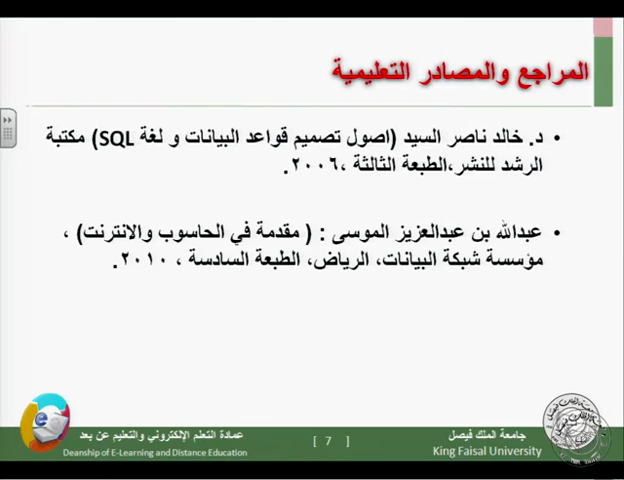 المراجع والمصادر التعليمية
• د. خالد ناصر السيد (اصول تصميم قواعد البيانات و لغة SQL) مكتبة
الرشد للنشر،الطبعة الثالثة ،٢٠٠٦.
• عبدالله بن عبدالعزيز الموسى : ( مقدمة في الحاسوب والانترنت) ،
مؤسسة شبكة البيانات، الرياض، الطبعة السادسة ، ٢٠١٠.
جامعة الملك فيصل
King Faisal University
[ 7 ]
عمادة التعلم الإلكتروني والتعليم عن بعد
Deanship of E-Learning and Distance Education